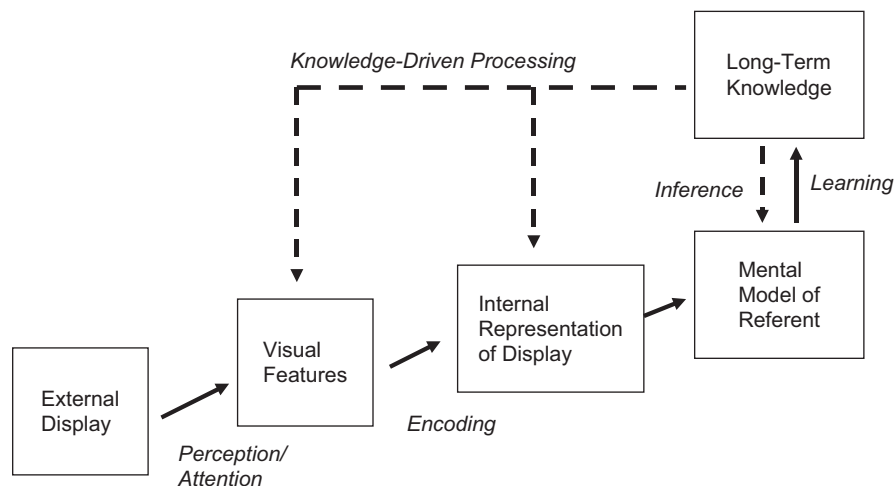 Knowledge-Driven Processing
Long-Term
Knowledge
Inference
Learning
Mental
Model of
Referent
Internal
Representation
of Display
Visual
Features
External
Display
Encoding
Perception/
Attention